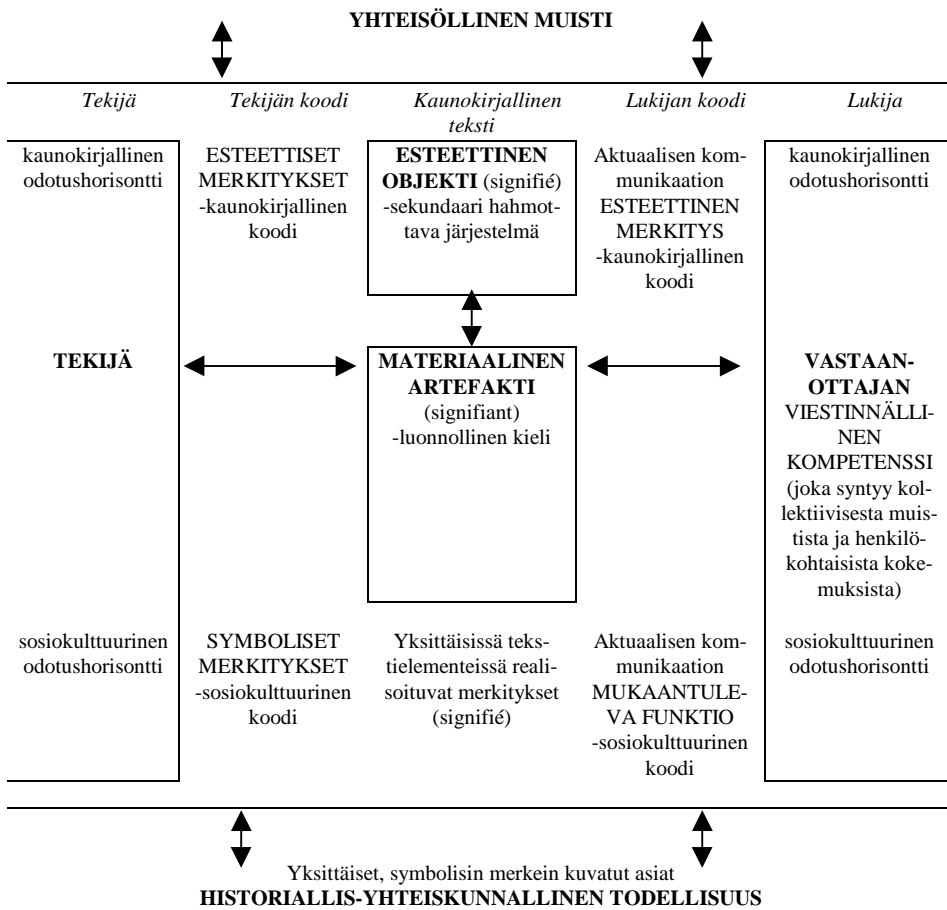 YHTEISÖLLINEN MUISTI
Tekijä
Tekijän koodi
Kaunokirjallinen
teksti
Lukijan koodi
Lukija
kaunokirjallinen
odotushorisontti
ESTEETTISET
MERKITYKSET
-kaunokirjallinen
koodi
ESTEETTINEN
OBJEKTI (signifié)
-sekundaari hahmot-
tava järjestelmä
Aktuaalisen kom-
munikaation
ESTEETTINEN
MERKITYS
-kaunokirjallinen
koodi
kaunokirjallinen
odotushorisontti
TEKIJÄ
MATERIAALINEN
ARTEFAKTI
(signifiant)
-luonnollinen kieli
VASTAAN-
OTTAJAN
VIESTINNÄLLI-
NEN
KOMPETENSSI
(joka syntyy kol-
lektiivisesta muis-
tista ja henkilö-
kohtaisista koke-
muksista)
sosiokulttuurinen
odotushorisontti
SYMBOLISET
MERKITYKSET
-sosiokulttuurinen
koodi
Yksittäisissä teks-
tielementeissä reali-
soituvat merkitykset
(signifié)
Aktuaalisen kom-
munikaation
MUKAANTULE-
VA FUNKTIO
-sosiokulttuurinen
koodi
sosiokulttuurinen
odotushorisontti
Yksittäiset, symbolisin merkein kuvatut asiat
HISTORIALLIS-YHTEISKUNNALLINEN TODELLISUUS